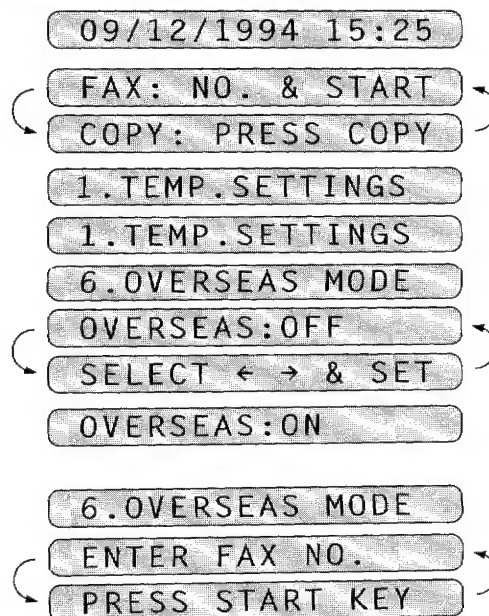 09/12/1994 15:25
FAX: NO. & START
COPY: PRESS COPY
1.TEMP.SETTINGS
1.TEMP.SETTINGS
6.OVERSEAS MODE
OVERSEAS:OFF
SELECT ← → & SET
OVERSEAS:ON
6.OVERSEAS MODE
ENTER FAX NO.
PRESS START KEY